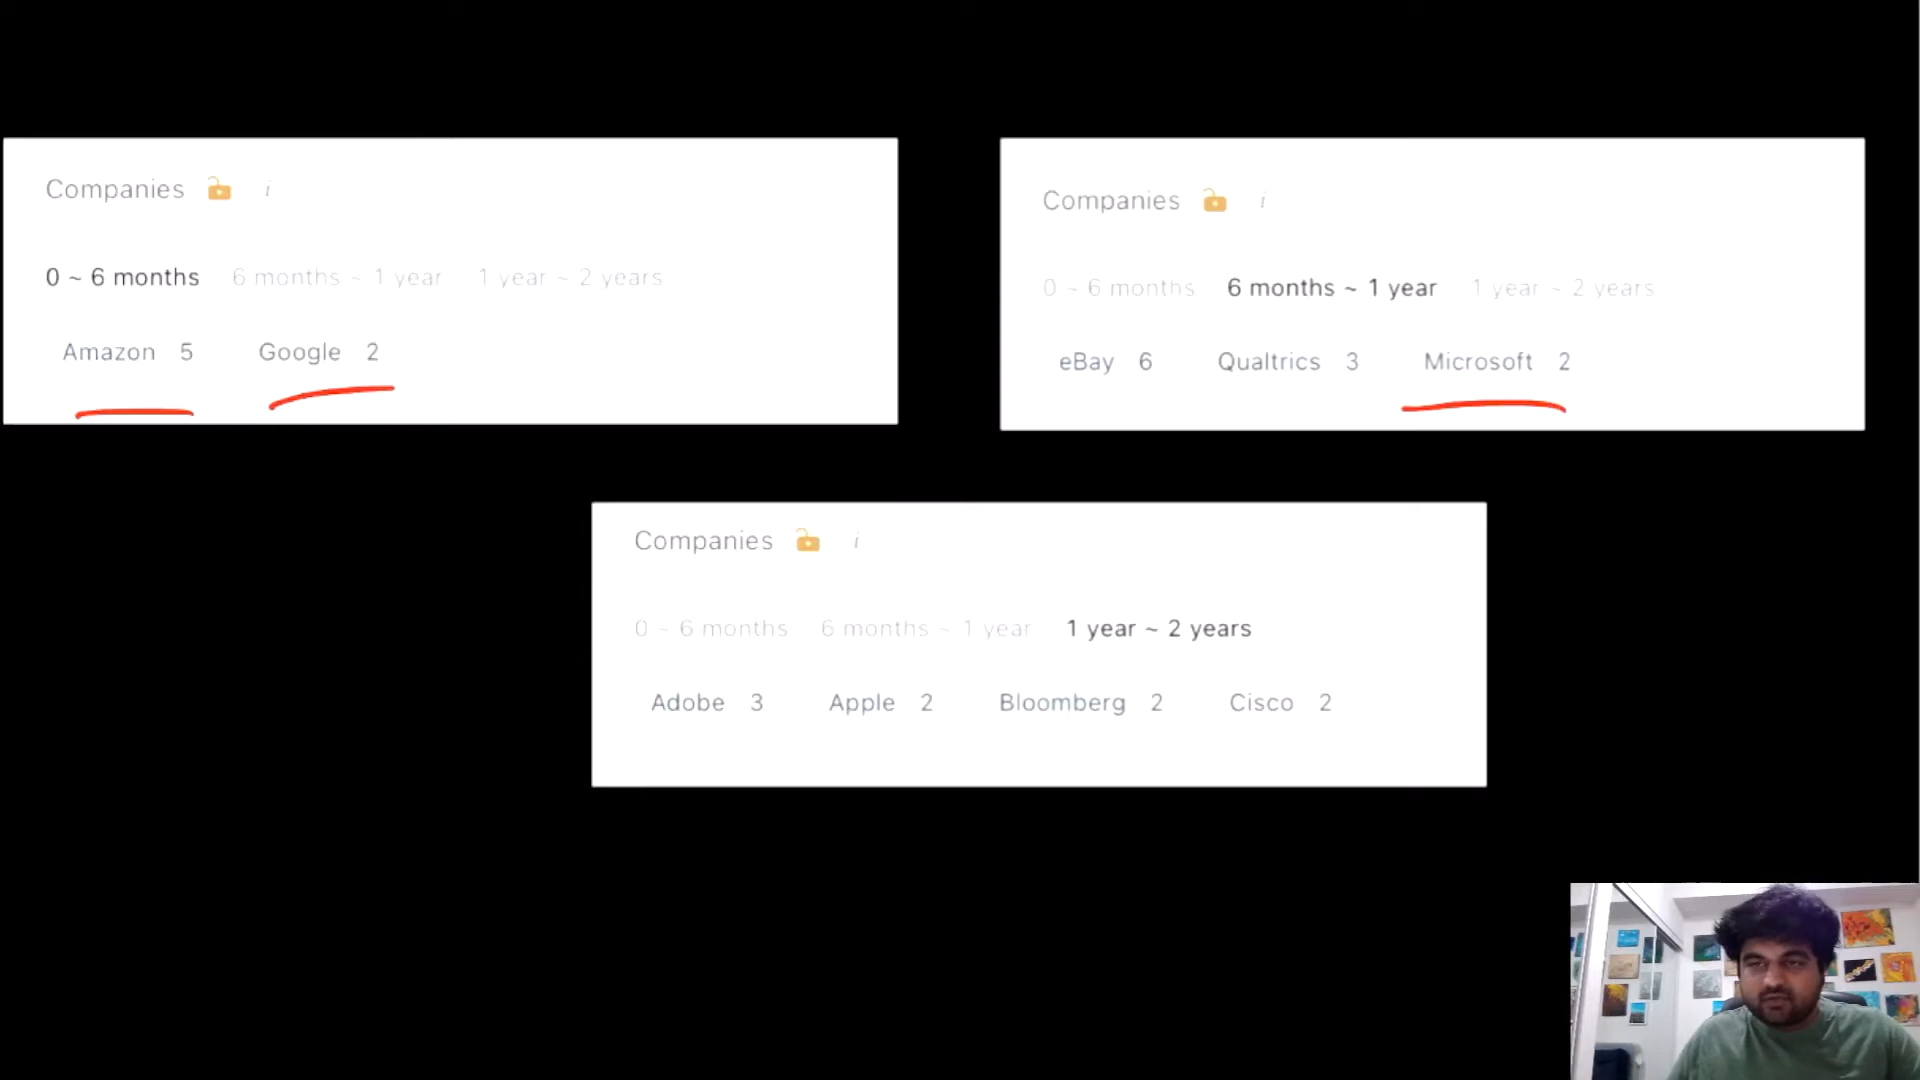 Companies i
0 ~ 6 months 6 months ~ 1 year 1 year ~ 2 years
Amazon 5 Google 2
Companies i
0 ~ 6 months 6 months ~ 1 year 1 year ~ 2 years
eBay 6 Qualtrics 3 Microsoft 2
Companies i
0 ~ 6 months 6 months ~ 1 year 1 year ~ 2 years
Adobe 3 Apple 2 Bloomberg 2 Cisco 2